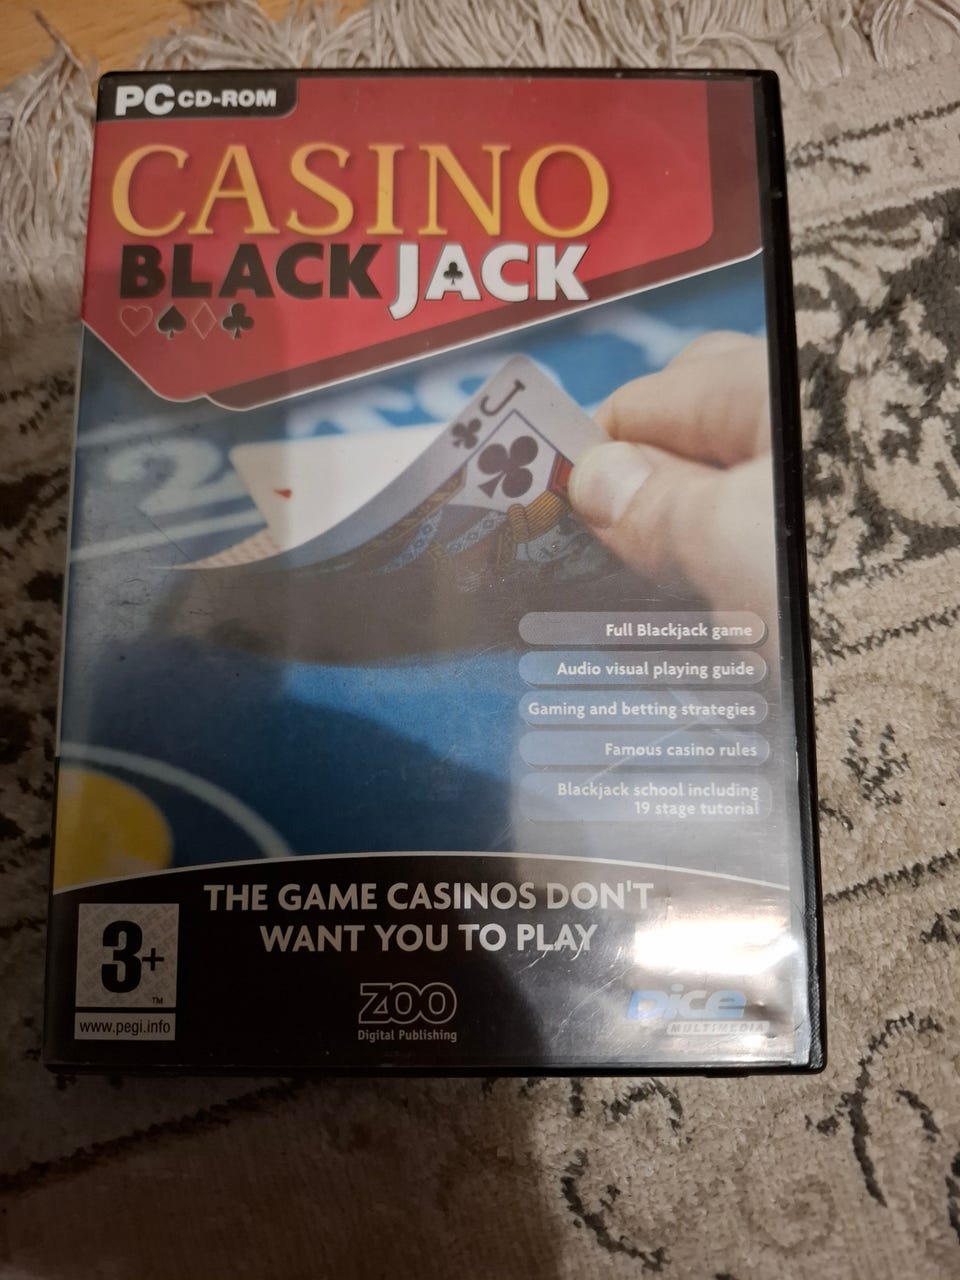 PC CD-ROM
CASINO
BLACKJACK
J
Full Blackjack game
Audio visual playing guide
Gaming and betting strategies
Famous casino rules
Blackjack school including
19 stage tutorial
THE GAME CASINOS DON'T
WANT YOU TO PLAY
3+
TM
www.pegi.info
ZOO
Digital Publishing
Dice
MULTIMEDIA